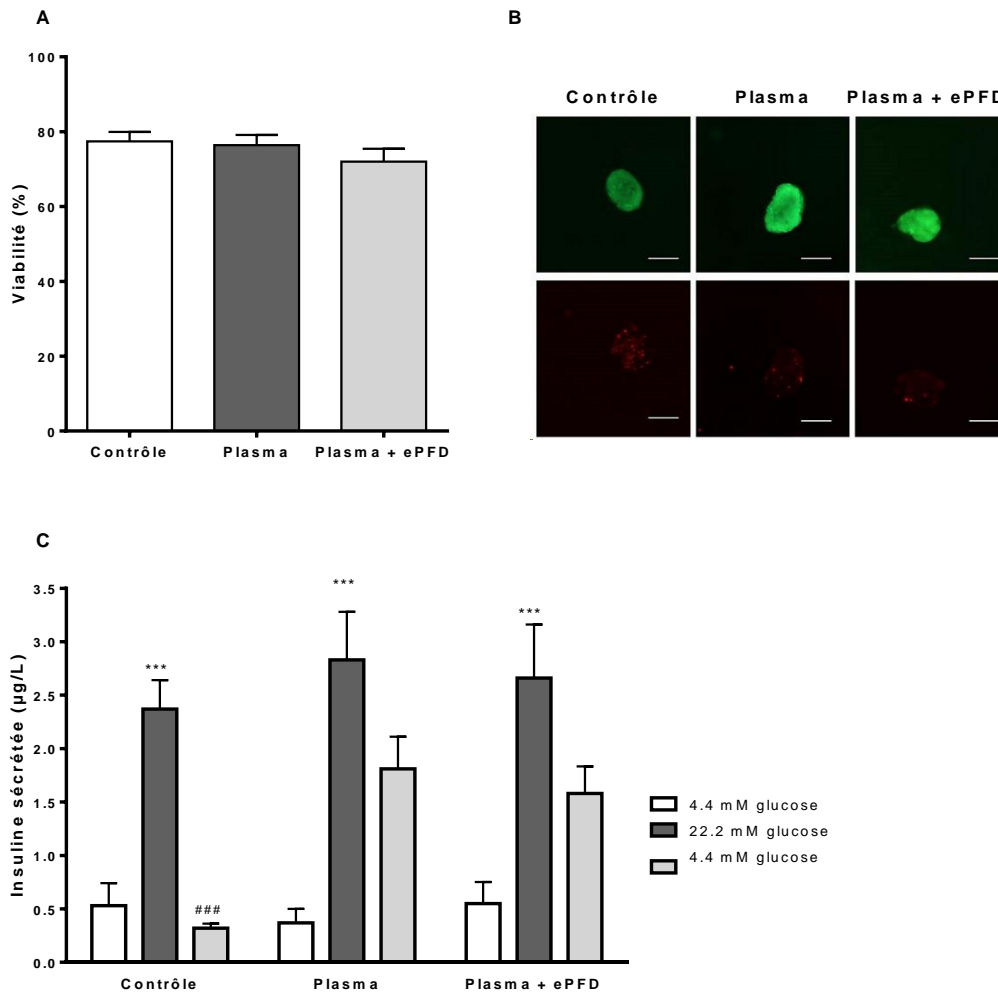 A
B
100
80
60
40
20
0
Viabilité (%)
Contrôle
Plasma
Plasma + ePFD
Contrôle
Plasma
Plasma + ePFD
C
3.5
3.0
2.5
2.0
1.5
1.0
0.5
0.0
Insuline sécrétée (µg/L)
***
###
***
***
Contrôle
Plasma
Plasma + ePFD
4.4 mM glucose
22.2 mM glucose
4.4 mM glucose